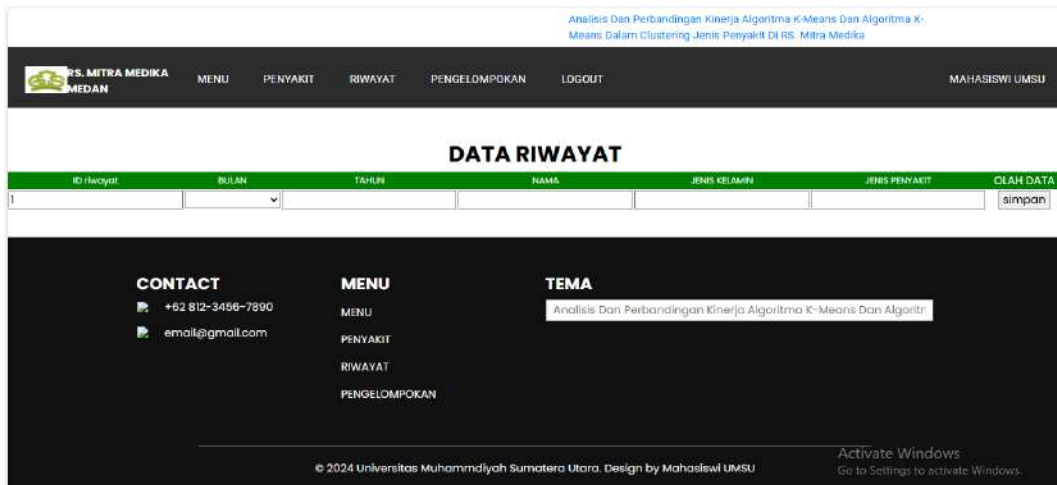 Analisis Dan Perbandingan Kinerja Algoritma K-Means Dan Algoritma X-
Means Dalam Clustering Jenis Penyakit Di RS. Mitra Medika
RS. MITRA MEDIKA
MEDAN
MENU PENYAKIT RIWAYAT PENGELOMPOKAN LOGOUT MAHASISWI UMSU
DATA RIWAYAT
ID riwayat BULAN TAHUN NAMA JENIS KELAMIN JENIS PENYAKIT OLAH DATA
1 simpan
CONTACT
+62 812-3456-7890
email@gmail.com
MENU
MENU
PENYAKIT
RIWAYAT
PENGELOMPOKAN
TEMA
Analisis Dan Perbandingan Kinerja Algoritma K-Means Dan Algoritr
© 2024 Universitas Muhammdiyah Sumatera Utara. Design by Mahasiswi UMSU
Activate Windows
Go to Settings to activate Windows.